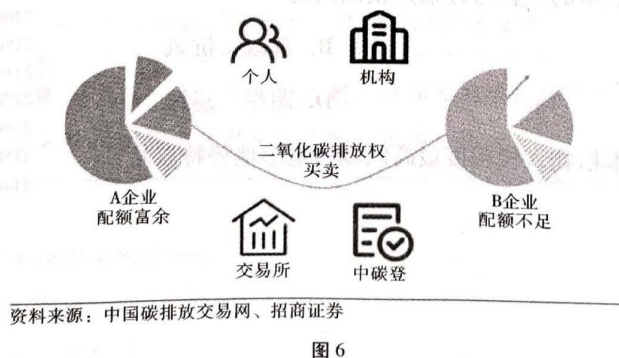 个人
机构
二氧化碳排放权
买卖
A企业
配额富余
B企业
配额不足
交易所
中碳登
资料来源：中国碳排放交易网、招商证券
图 6